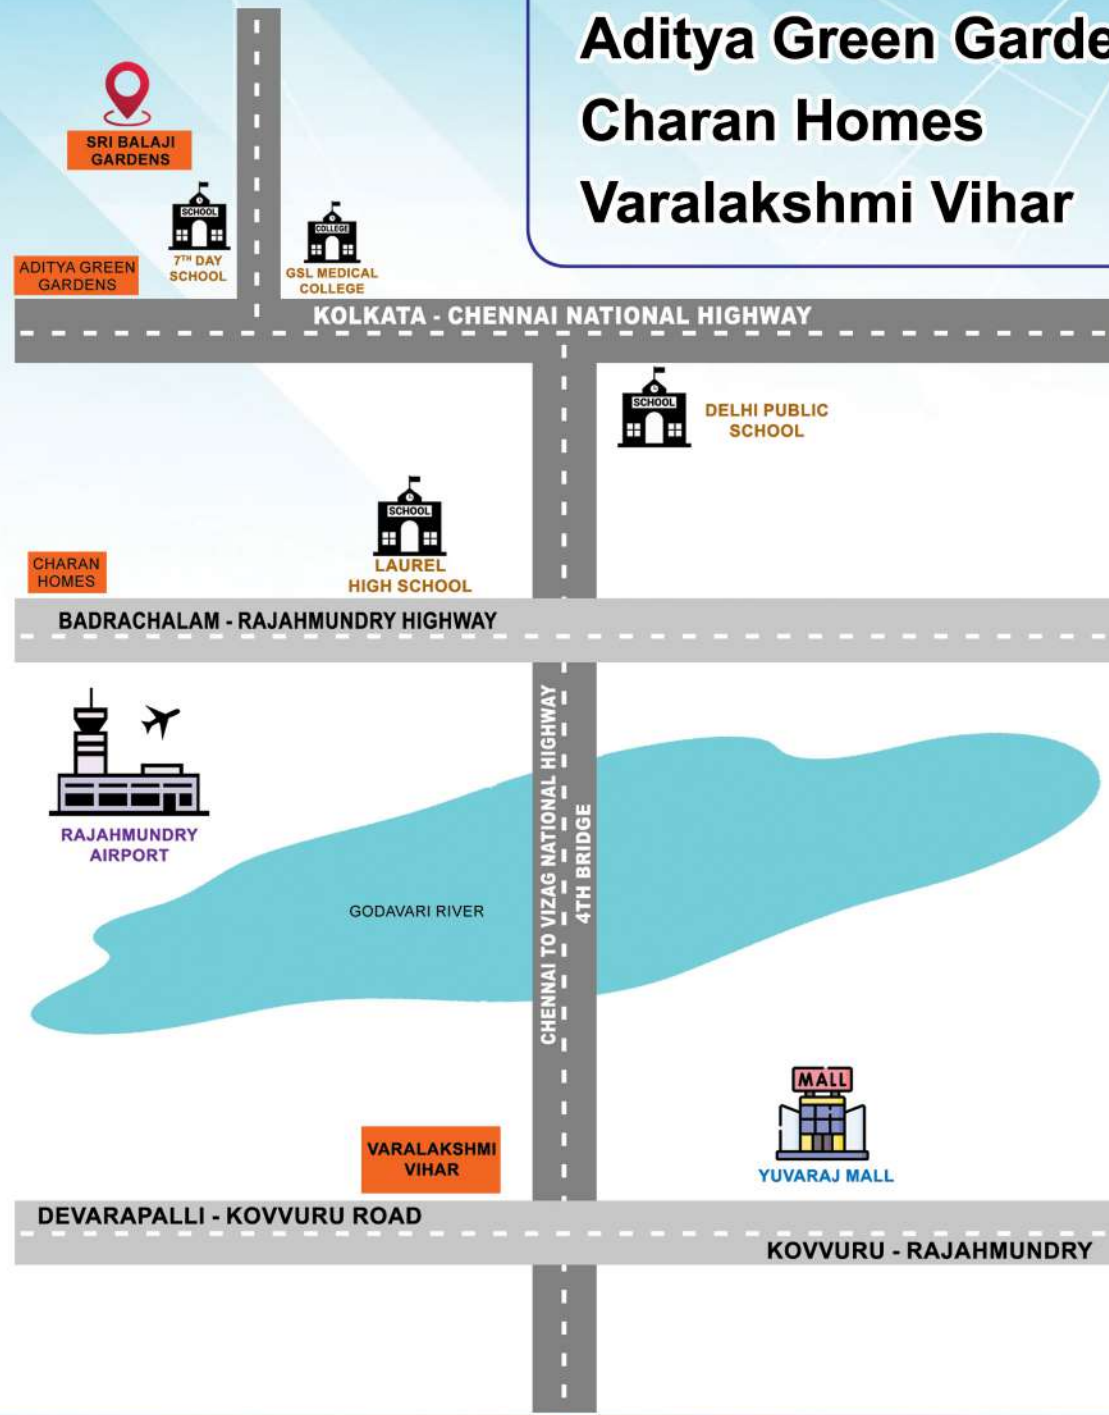 Aditya Green Garde
Charan Homes
Varalakshmi Vihar
SRI BALAJI
GARDENS
SCHOOL
7TH DAY
SCHOOL
COLLEGE
GSL MEDICAL
COLLEGE
ADITYA GREEN
GARDENS
KOLKATA - CHENNAI NATIONAL HIGHWAY
SCHOOL
DELHI PUBLIC
SCHOOL
SCHOOL
LAUREL
HIGH SCHOOL
CHARAN
HOMES
BADRACHALAM - RAJAHMUNDRY HIGHWAY
RAJAHMUNDRY
AIRPORT
CHENNAI TO VIZAG NATIONAL HIGHWAY
4TH BRIDGE
GODAVARI RIVER
MALL
YUVARAJ MALL
VARALAKSHMI
VIHAR
DEVARAPALLI - KOVVURU ROAD
KOVVURU - RAJAHMUNDRY